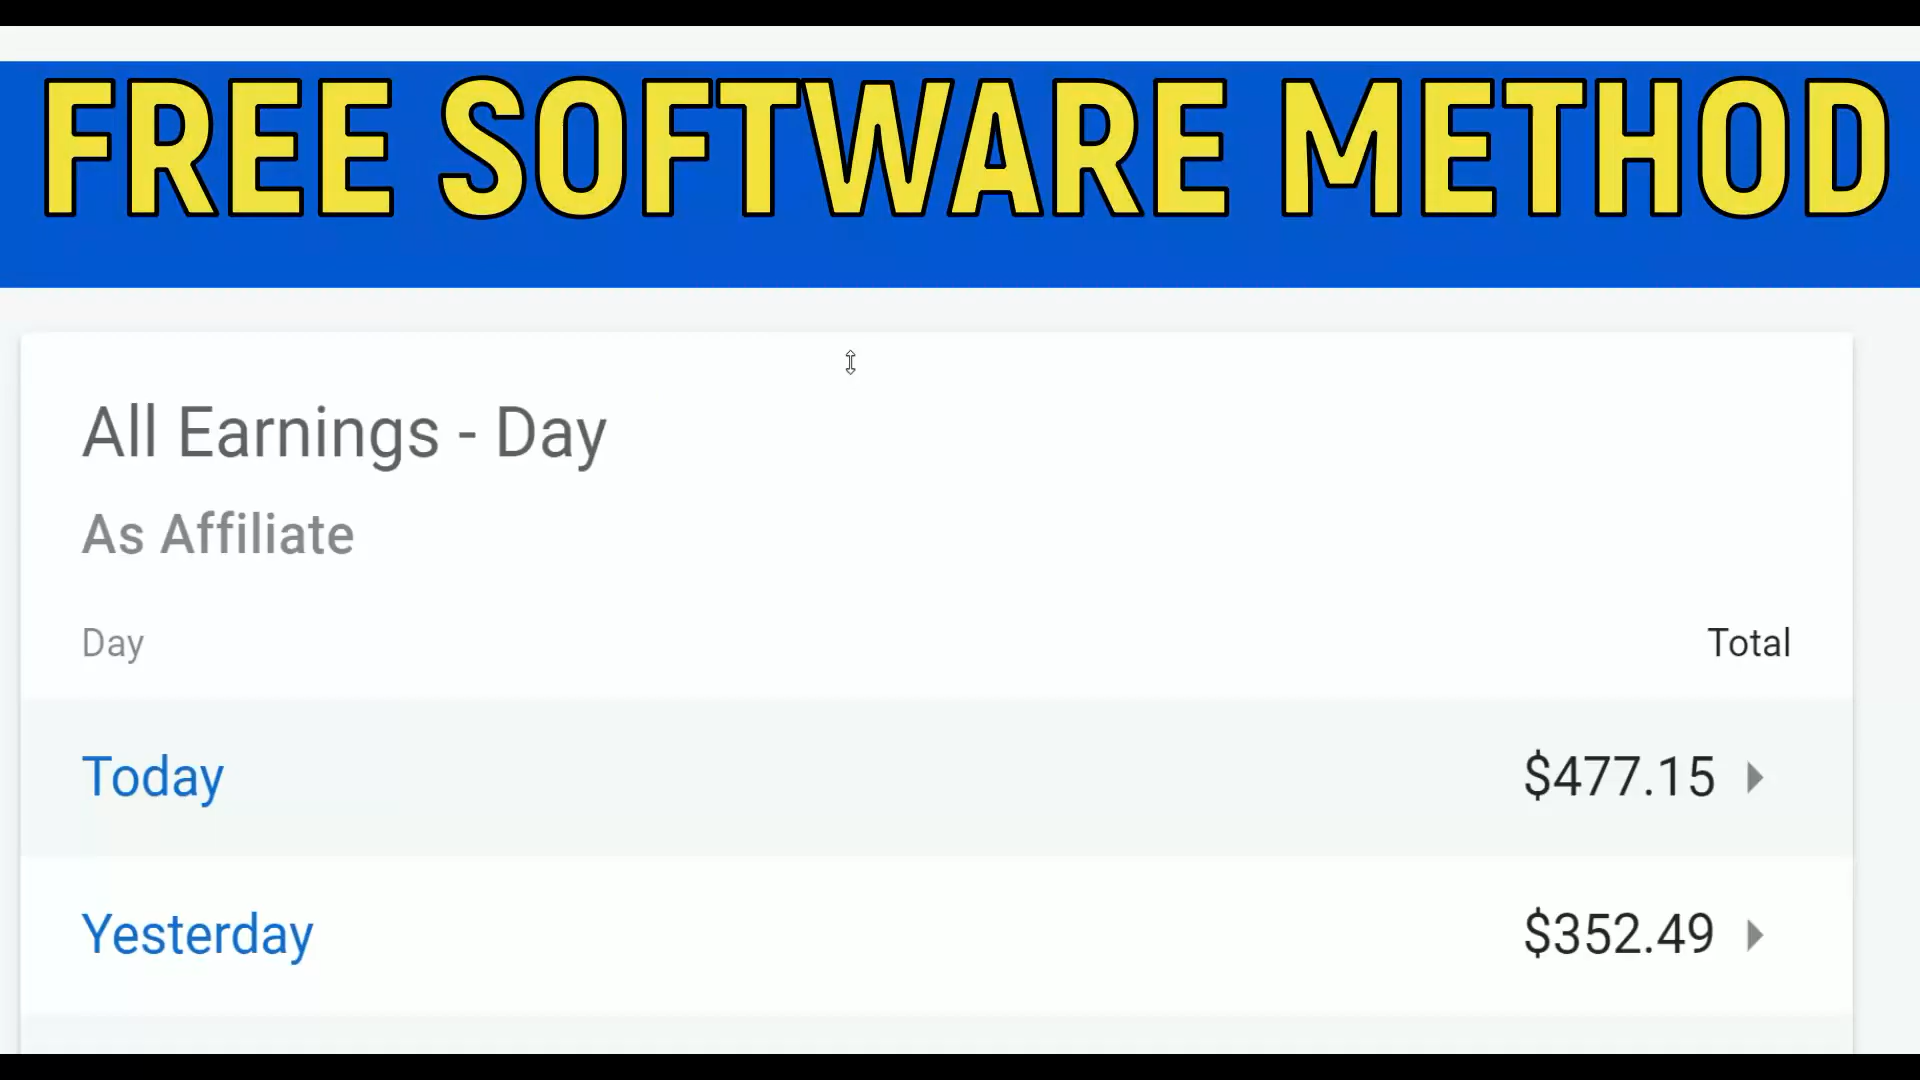 FREE SOFTWARE METHOD
All Earnings - Day
As Affiliate
Day Total
Today $477.15
Yesterday $352.49